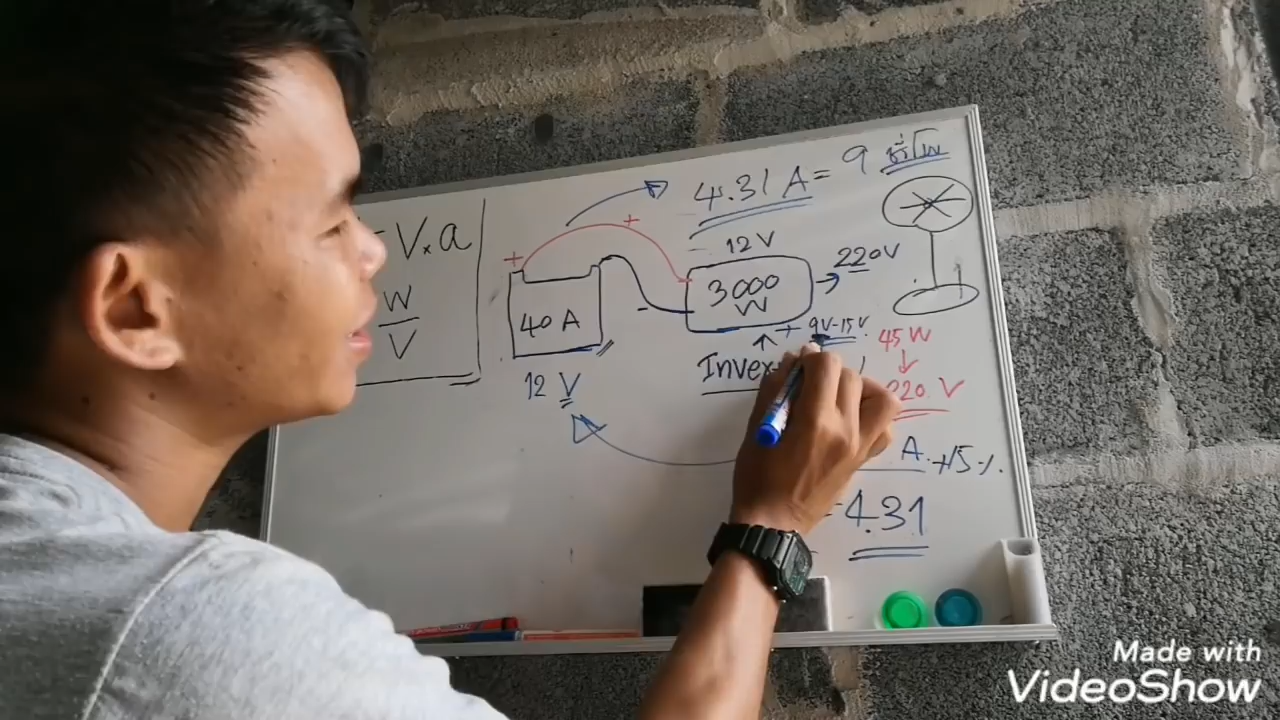 = V×a
W
V
4.31 A = 9 ชั่วโมง
+
+
12 V
40 A
-
12 V
3000
W
220V
+ 9V-15V.
45 W
220 V
A +15%
= 4.31
Made with
VideoShow